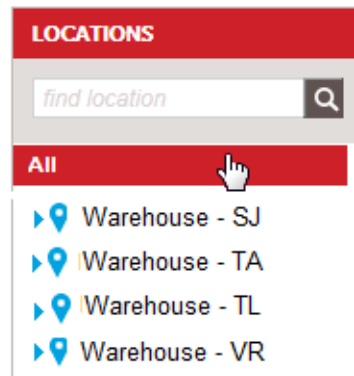 LOCATIONS
find location
All
Warehouse - SJ
Warehouse - TA
Warehouse - TL
Warehouse - VR